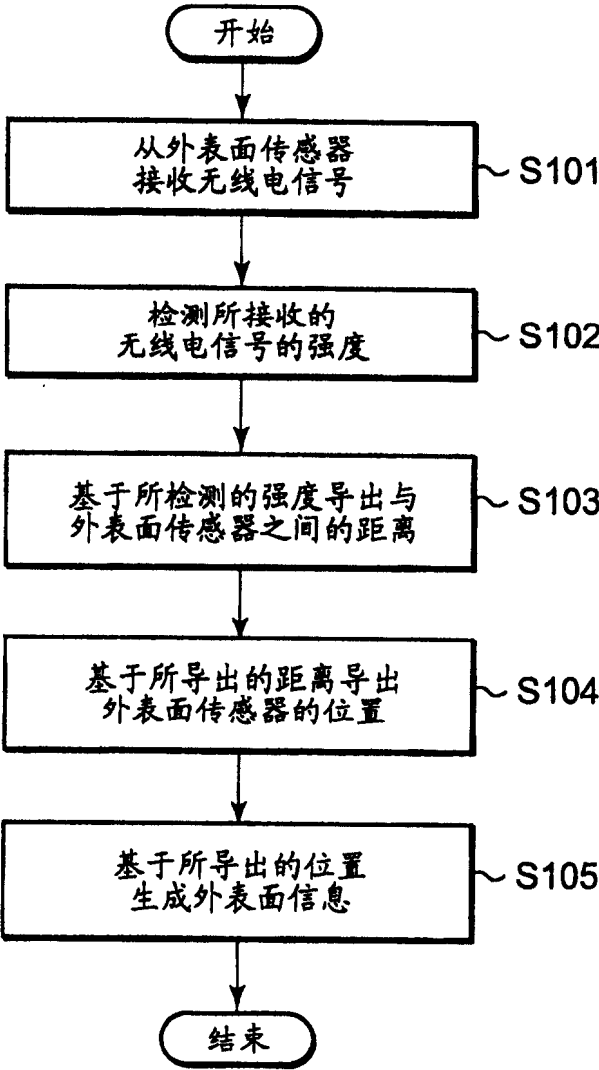 开始
从外表面传感器
接收无线电信号
S101
检测所接收的
无线电信号的强度
S102
基于所检测的强度导出与
外表面传感器之间的距离
S103
基于所导出的距离导出
外表面传感器的位置
S104
基于所导出的位置
生成外表面信息
S105
结束